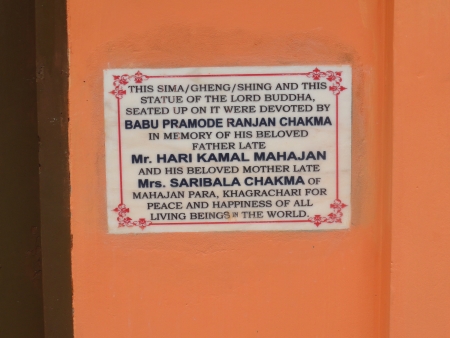 THIS SIMA/GHENG/SHING AND THIS
STATUE OF THE LORD BUDDHA,
SEATED UP ON IT WERE DEVOTED BY
BABU PRAMODE RANJAN CHAKMA
IN MEMORY OF HIS BELOVED
FATHER LATE
Mr. HARI KAMAL MAHAJAN
AND HIS BELOVED MOTHER LATE
Mrs. SARIBALA CHAKMA OF
MAHAJAN PARA, KHAGRACHARI FOR
PEACE AND HAPPINESS OF ALL
LIVING BEINGS IN THE WORLD.